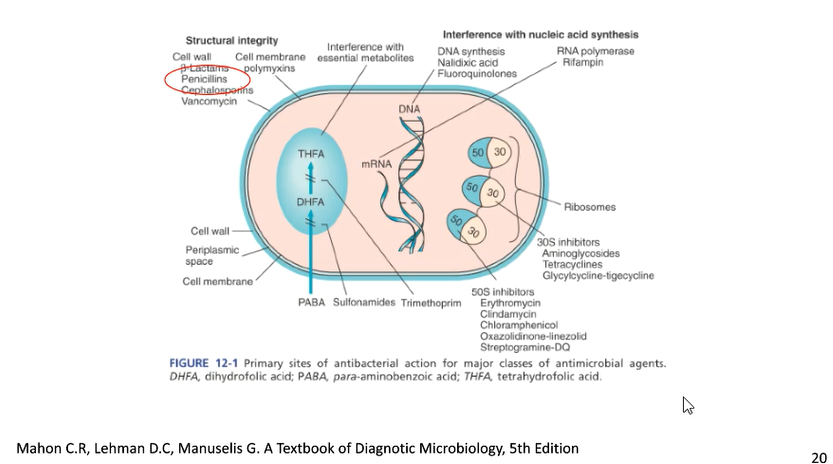 Structural integrity
Cell wall
β-Lactams
Penicillins
Cephalosporins
Vancomycin
Cell membrane
polymyxins
Interference with
essential metabolites
Interference with nucleic acid synthesis
DNA synthesis
Nalidixic acid
Fluoroquinolones
RNA polymerase
Rifampin
DNA
THFA
mRNA
DHFA
50 30
50 30
50 30
Ribosomes
Cell wall
Periplasmic
space
Cell membrane
30S inhibitors
Aminoglycosides
Tetracyclines
Glycylcycline-tigecycline
PABA Sulfonamides Trimethoprim
50S inhibitors
Erythromycin
Clindamycin
Chloramphenicol
Oxazolidinone-linezolid
Streptogramine-DQ
FIGURE 12-1 Primary sites of antibacterial action for major classes of antimicrobial agents.
DHFA, dihydrofolic acid; PABA, para-aminobenzoic acid; THFA, tetrahydrofolic acid.
Mahon C.R, Lehman D.C, Manuselis G. A Textbook of Diagnotic Microbiology, 5th Edition
20